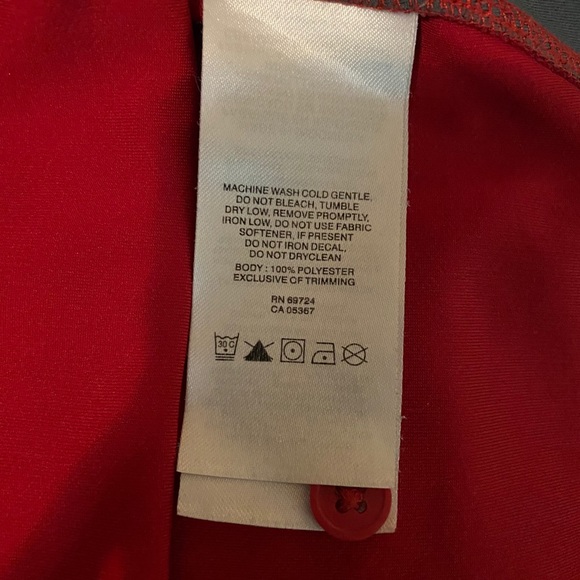 MACHINE WASH COLD GENTLE,
DO NOT BLEACH, TUMBLE
DRY LOW, REMOVE PROMPTLY,
IRON LOW, DO NOT USE FABRIC
SOFTENER, IF PRESENT
DO NOT IRON DECAL,
DO NOT DRYCLEAN
BODY : 100% POLYESTER
EXCLUSIVE OF TRIMMING
RN 69724
CA 05367
30 C